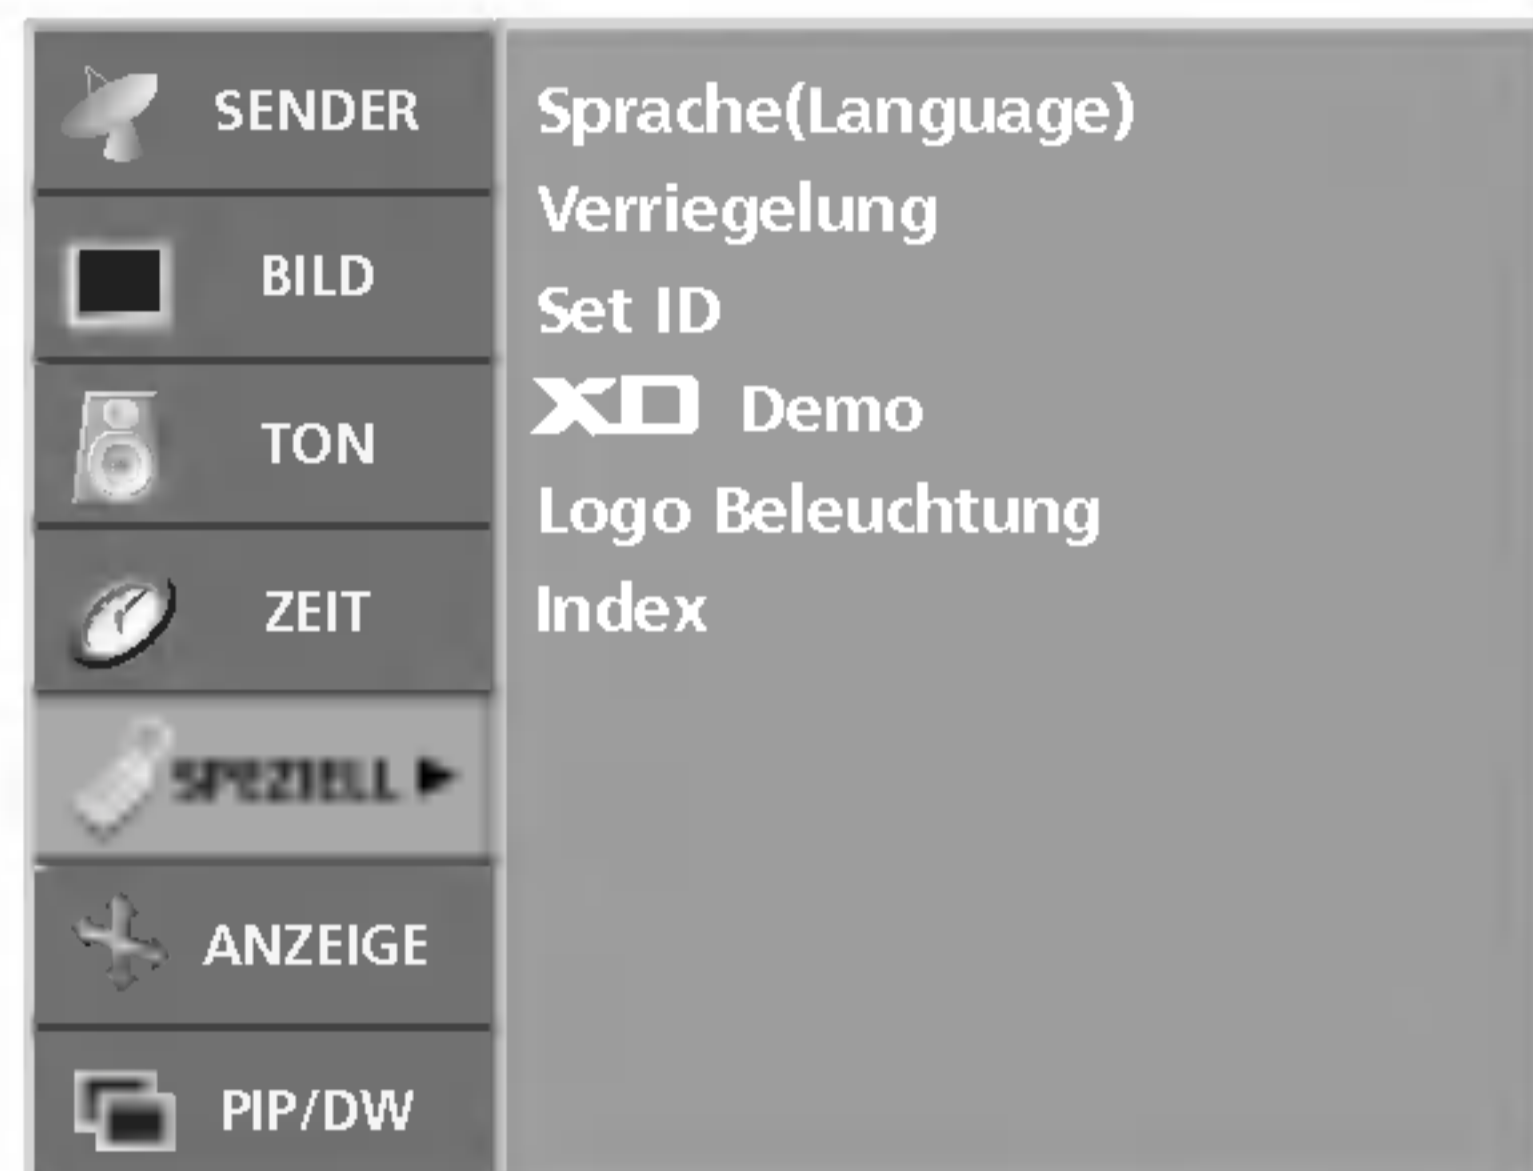 SENDER
BILD
TON
ZEIT
SPEZIELL
ANZEIGE
PIP/DW
Sprache(Language)
Verriegelung
Set ID
XD Demo
Logo Beleuchtung
Index